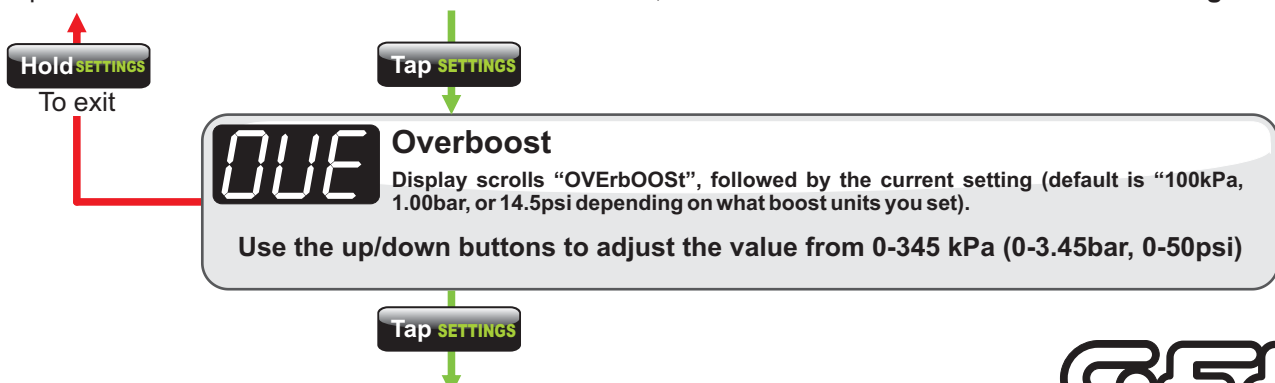 Hold SETTINGS
To exit
Tap SETTINGS
OVE
Overboost
Display scrolls “OVErbOOSt”, followed by the current setting (default is “100kPa,
1.00bar, or 14.5psi depending on what boost units you set).
Use the up/down buttons to adjust the value from 0-345 kPa (0-3.45bar, 0-50psi)
Tap SETTINGS